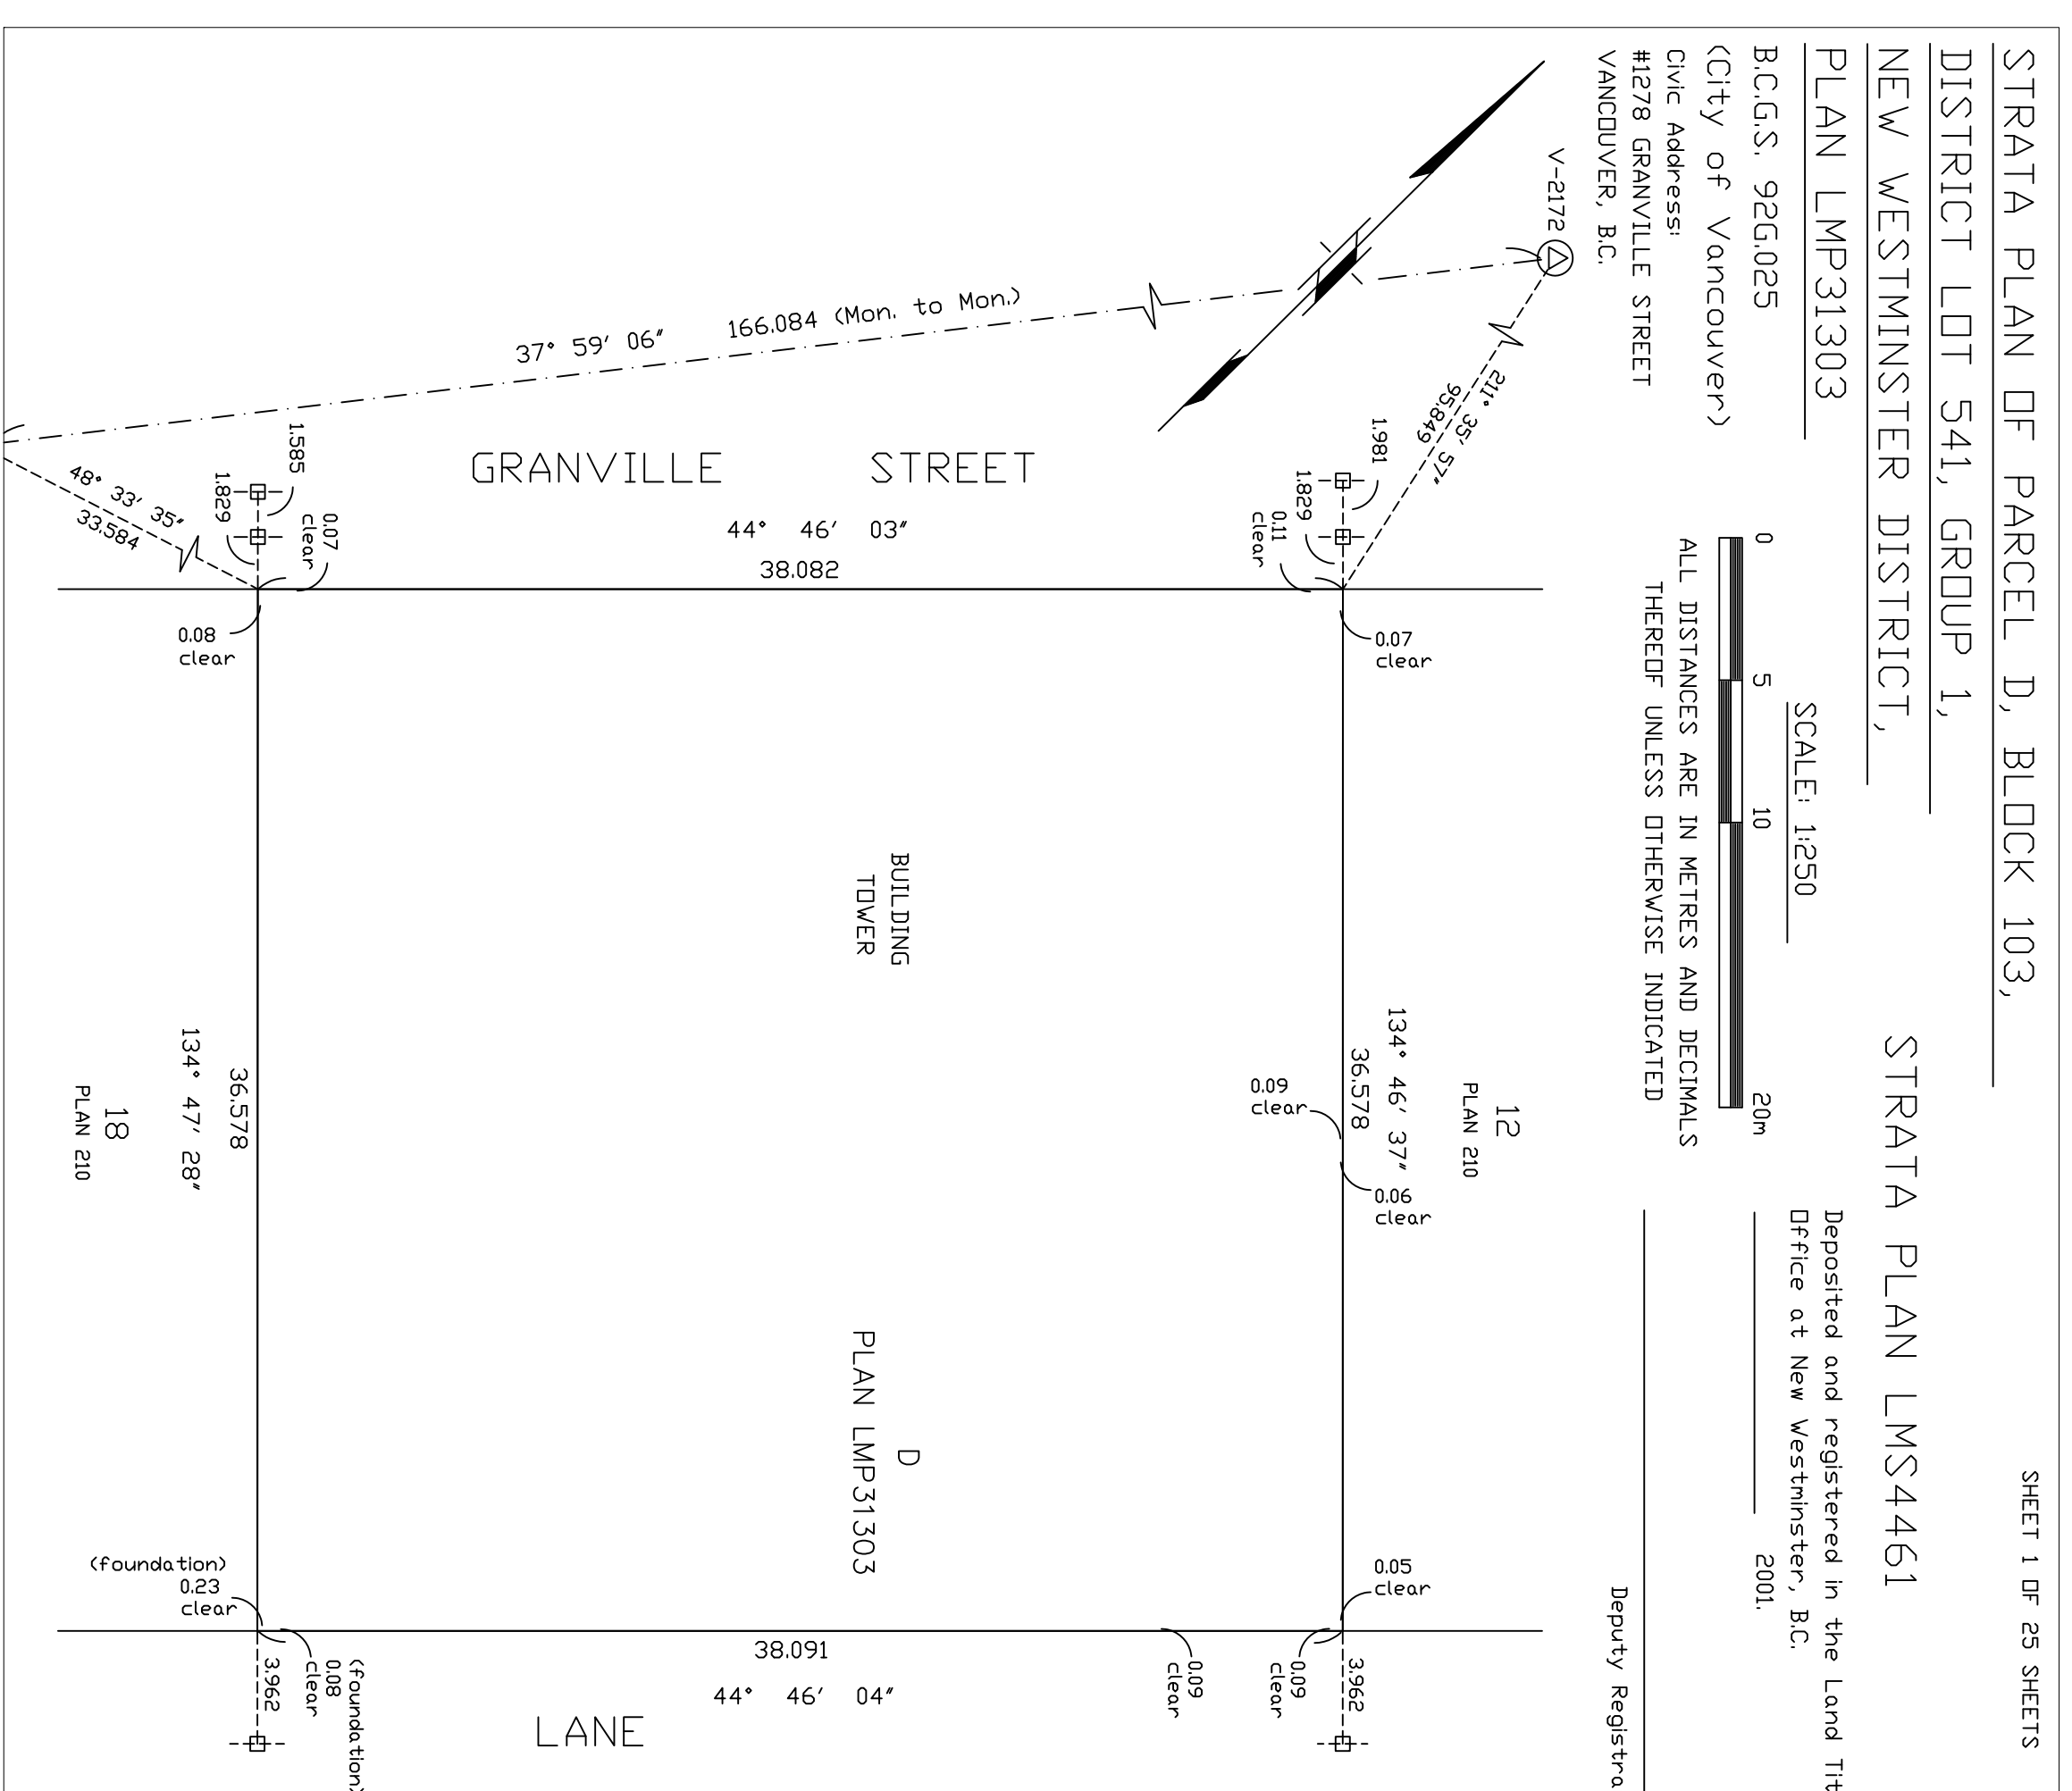 SHEET 1 OF 25 SHEETS
STRATA PLAN OF PARCEL D, BLOCK 103,
DISTRICT LOT 541, GROUP 1,
NEW WESTMINSTER DISTRICT,
PLAN LMP31303
B.C.G.S. 92G.025
(City of Vancouver)
Civic Address:
#1278 GRANVILLE STREET
VANCOUVER, B.C.
STRATA PLAN LMS4461
Deposited and registered in the Land Tit
Office at New Westminster, B.C.
2001.
Deputy Registra
SCALE: 1:250
0 5 10 20m
ALL DISTANCES ARE IN METRES AND DECIMALS
THEREOF UNLESS OTHERWISE INDICATED
V-2172
37° 59′ 06″ 166.084 (Mon. to Mon.)
211° 35′ 57″
95.849
48° 33′ 35″
33.584
GRANVILLE STREET
44° 46′ 03″
38.082
1.585
1.829
0.07
clear
0.08
clear
1.981
1.829
0.11
clear
0.07
clear
12
PLAN 210
134° 46′ 37″
36.578
0.09
clear
0.06
clear
BUILDING
TOWER
D
PLAN LMP31303
36.578
134° 47′ 28″
18
PLAN 210
(foundation)
0.23
clear
0.05
clear
(foundation)
0.08
clear
3.962
38.091
44° 46′ 04″
LANE
0.09
clear
0.09
clear
3.962